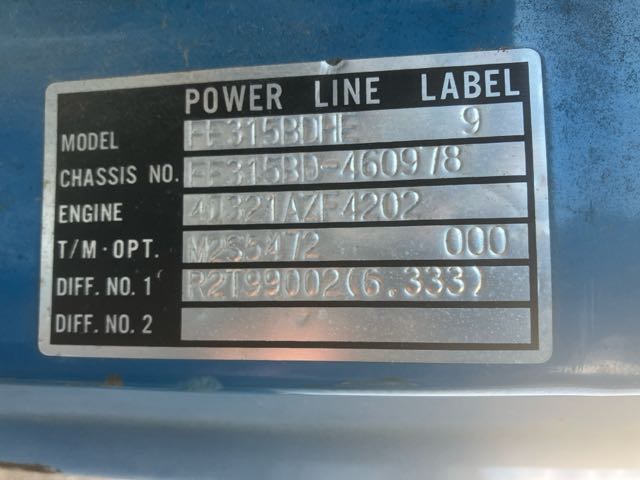 POWER LINE LABEL
MODEL FE315BDHE 9
CHASSIS NO. FE315BD-460978
ENGINE
T/M·OPT. M2S5472 000
DIFF. NO. 1 R2T99002(6.333)
DIFF. NO. 2